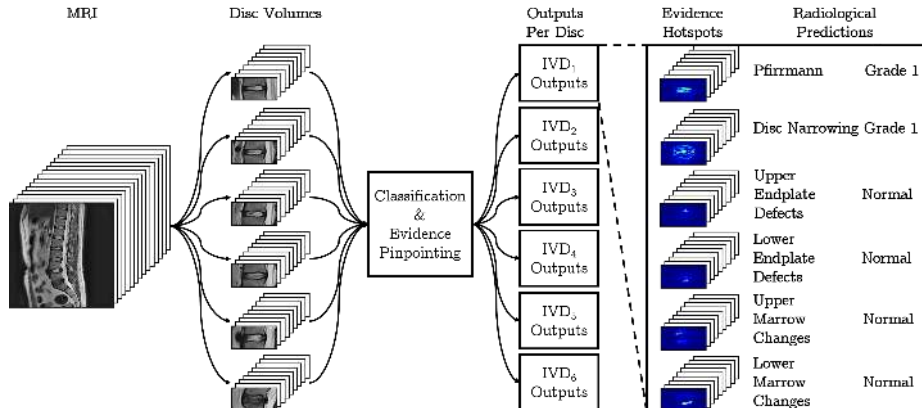 MRI
Disc Volumes
Outputs
Per Disc
Evidence
Hotspots
Radiological
Predictions
Classification
&
Evidence
Pinpointing
IVD₁
Outputs
IVD₂
Outputs
IVD₃
Outputs
IVD₄
Outputs
IVD₅
Outputs
IVD₆
Outputs
Pfirrmann Grade 1
Disc Narrowing Grade 1
Upper
Endplate Normal
Defects
Lower
Endplate Normal
Defects
Upper
Marrow Normal
Changes
Lower
Marrow Normal
Changes